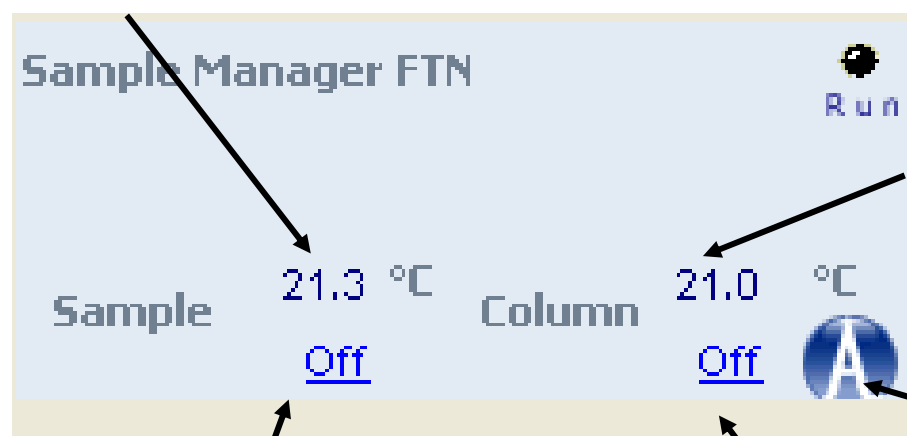 Sample Manager FTN
Run
21.3 °C 21.0 °C
Sample Column
Off Off